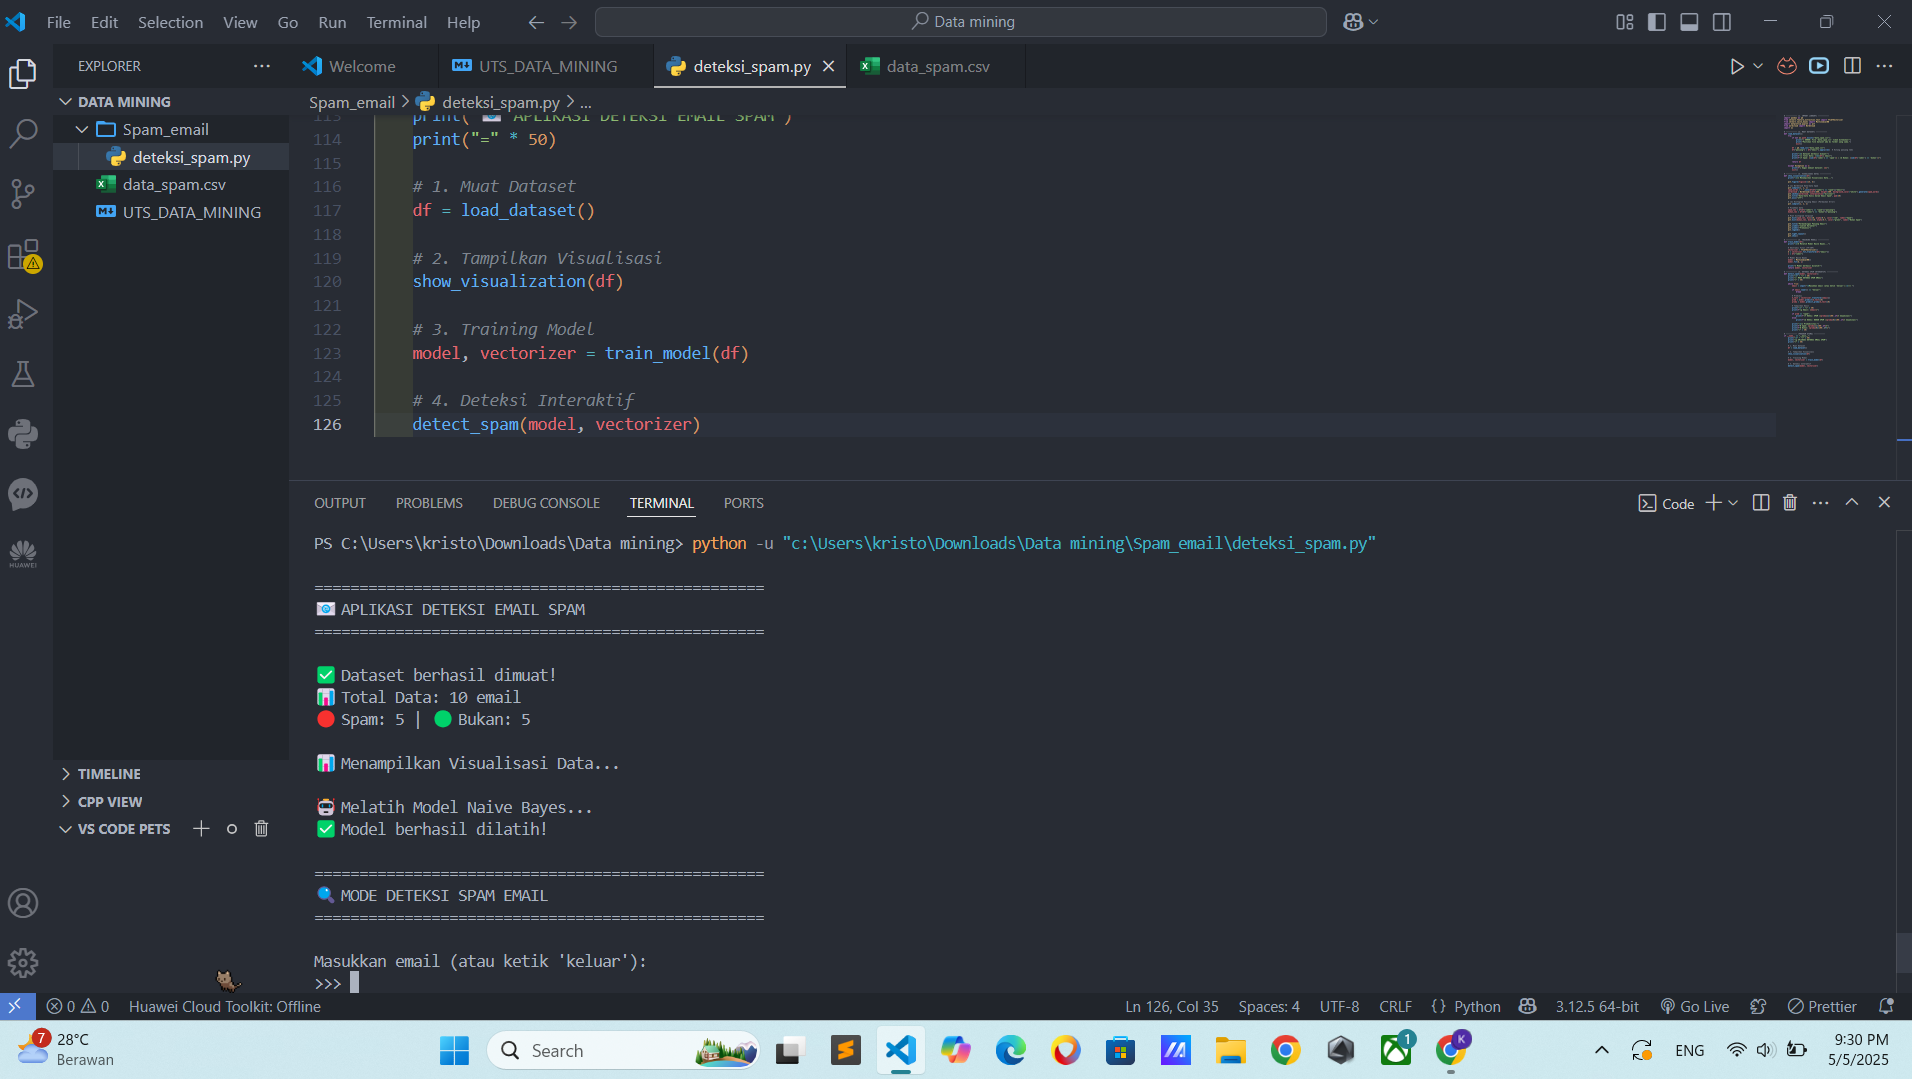 File Edit Selection View Go Run Terminal Help
Data mining
EXPLORER
Welcome
UTS_DATA_MINING
deteksi_spam.py
data_spam.csv
DATA MINING
Spam_email
deteksi_spam.py
data_spam.csv
UTS_DATA_MINING
Spam_email > deteksi_spam.py > ...
113 print(" APLIKASI DETEKSI EMAIL SPAM")
114 print("=" * 50)
115
116 # 1. Muat Dataset
117 df = load_dataset()
118
119 # 2. Tampilkan Visualisasi
120 show_visualization(df)
121
122 # 3. Training Model
123 model, vectorizer = train_model(df)
124
125 # 4. Deteksi Interaktif
126 detect_spam(model, vectorizer)
OUTPUT PROBLEMS DEBUG CONSOLE TERMINAL PORTS
Code
PS C:\Users\kristo\Downloads\Data mining> python -u "c:\Users\kristo\Downloads\Data mining\Spam_email\deteksi_spam.py"
==================================================
📧 APLIKASI DETEKSI EMAIL SPAM
==================================================
✅ Dataset berhasil dimuat!
📊 Total Data: 10 email
🔴 Spam: 5 | 🟢 Bukan: 5
📊 Menampilkan Visualisasi Data...
🤖 Melatih Model Naive Bayes...
✅ Model berhasil dilatih!
==================================================
🔍 MODE DETEKSI SPAM EMAIL
==================================================
Masukkan email (atau ketik 'keluar'):
>>>
TIMELINE
CPP VIEW
VS CODE PETS
HUAWEI
0 0 Huawei Cloud Toolkit: Offline
Ln 126, Col 35 Spaces: 4 UTF-8 CRLF {} Python 3.12.5 64-bit Go Live Prettier
7
28°C
Berawan
Search
1
K
ENG
9:30 PM
5/5/2025